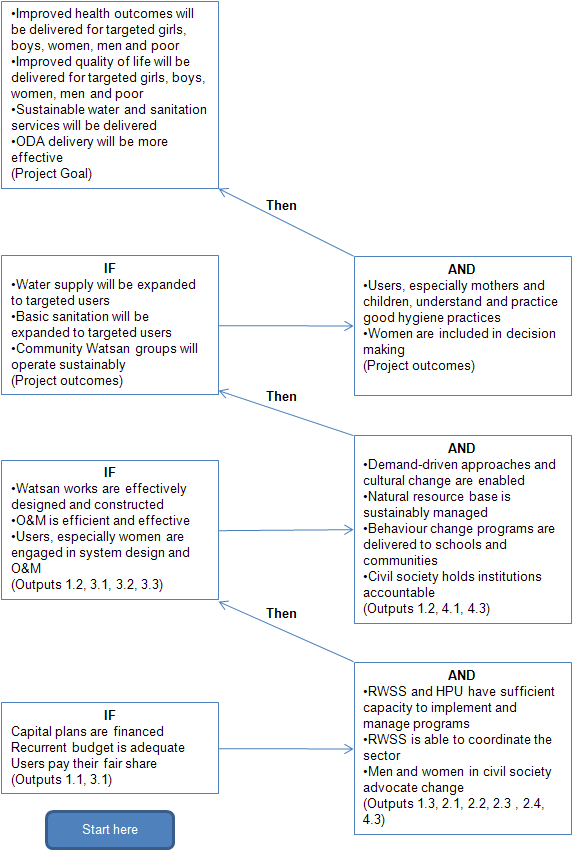 •Improved health outcomes will
be delivered for targeted girls,
boys, women, men and poor
•Improved quality of life will be
delivered for targeted girls, boys,
women, men and poor
•Sustainable water and sanitation
services will be delivered
•ODA delivery will be more
effective
(Project Goal)
Then
IF
•Water supply will be expanded
to targeted users
•Basic sanitation will be
expanded to targeted users
•Community Watsan groups will
operate sustainably
(Project outcomes)
AND
•Users, especially mothers and
children, understand and practice
good hygiene practices
•Women are included in decision
making
(Project outcomes)
Then
IF
•Watsan works are effectively
designed and constructed
•O&M is efficient and effective
•Users, especially women are
engaged in system design and
O&M
(Outputs 1.2, 3.1, 3.2, 3.3)
AND
•Demand-driven approaches and
cultural change are enabled
•Natural resource base is
sustainably managed
•Behaviour change programs are
delivered to schools and
communities
•Civil society holds institutions
accountable
(Outputs 1.2, 4.1, 4.3)
Then
IF
Capital plans are financed
Recurrent budget is adequate
Users pay their fair share
(Outputs 1.1, 3.1)
AND
•RWSS and HPU have sufficient
capacity to implement and
manage programs
•RWSS is able to coordinate the
sector
•Men and women in civil society
advocate change
(Outputs 1.3, 2.1, 2.2, 2.3 , 2.4,
4.3)
Start here